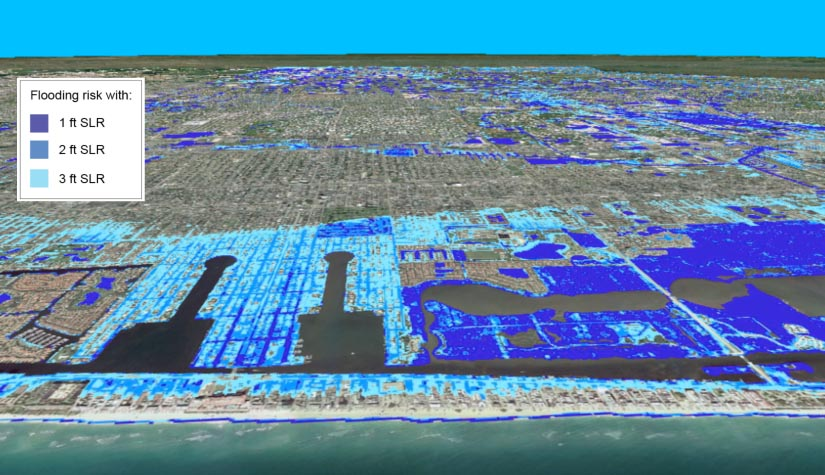 Flooding risk with:
1 ft SLR
2 ft SLR
3 ft SLR